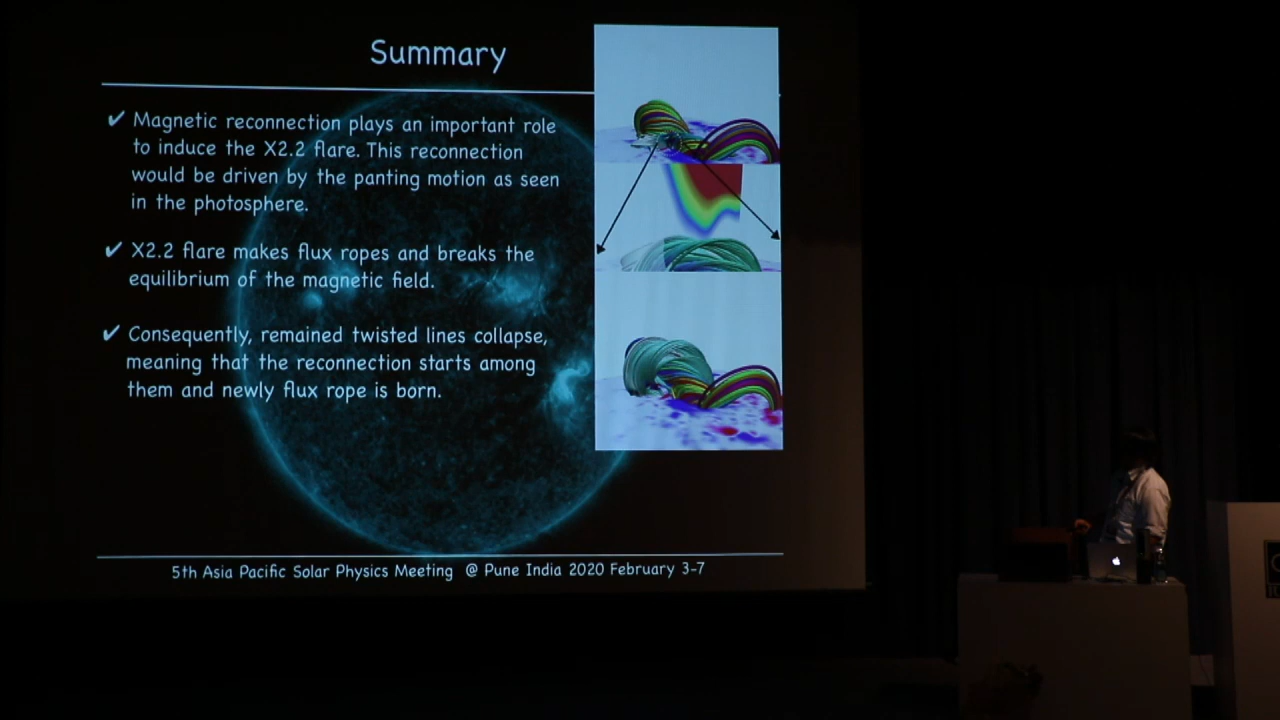 Summary
✔ Magnetic reconnection plays an important role
to induce the X2.2 flare. This reconnection
would be driven by the panting motion as seen
in the photosphere.
✔ X2.2 flare makes flux ropes and breaks the
equilibrium of the magnetic field.
✔ Consequently, remained twisted lines collapse,
meaning that the reconnection starts among
them and newly flux rope is born.
5th Asia Pacific Solar Physics Meeting @ Pune India 2020 February 3-7